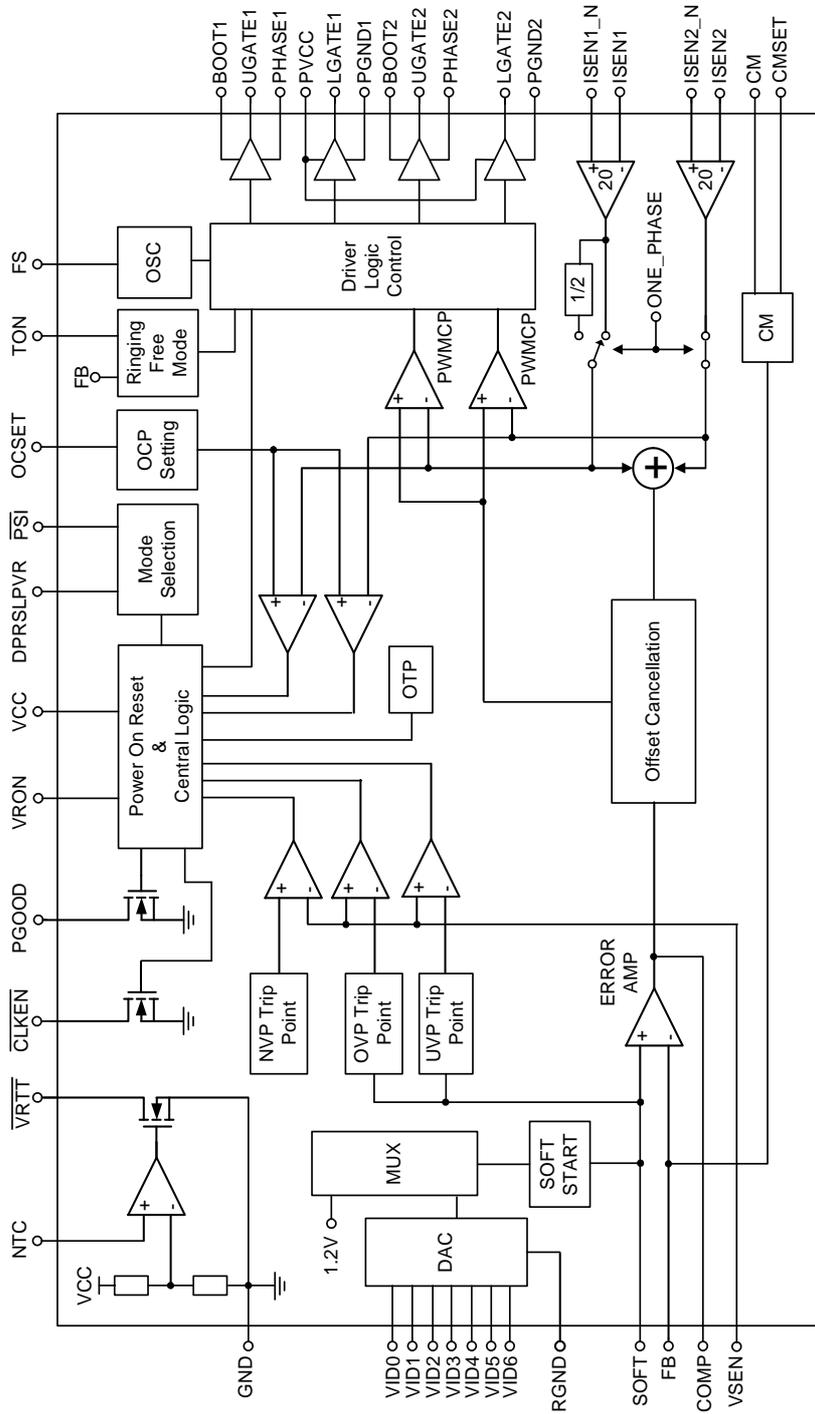 NTC
VRTT
CLKEN
PGOOD
VRON
VCC
DPRSLPVR
PSI
OCSET
TON
FS
VCC
FB
Power On Reset
&
Central Logic
Mode
Selection
OCP
Setting
Ringing
Free
Mode
OSC
+
-
GND
1.2V
MUX
DAC
SOFT
START
VID0
VID1
VID2
VID3
VID4
VID5
VID6
RGND
SOFT
FB
COMP
VSEN
NVP Trip
Point
OVP Trip
Point
UVP Trip
Point
+
-
+
-
+
-
OTP
+
-
+
-
ERROR
AMP
+
-
Offset Cancellation
+
+
-
PWMCP
+
-
PWMCP
Driver
Logic
Control
BOOT1
UGATE1
PHASE1
PVCC
LGATE1
PGND1
BOOT2
UGATE2
PHASE2
LGATE2
PGND2
1/2
ONE_PHASE
+
-
20
+
-
20
ISEN1_N
ISEN1
ISEN2_N
ISEN2
CM
CM
CMSET